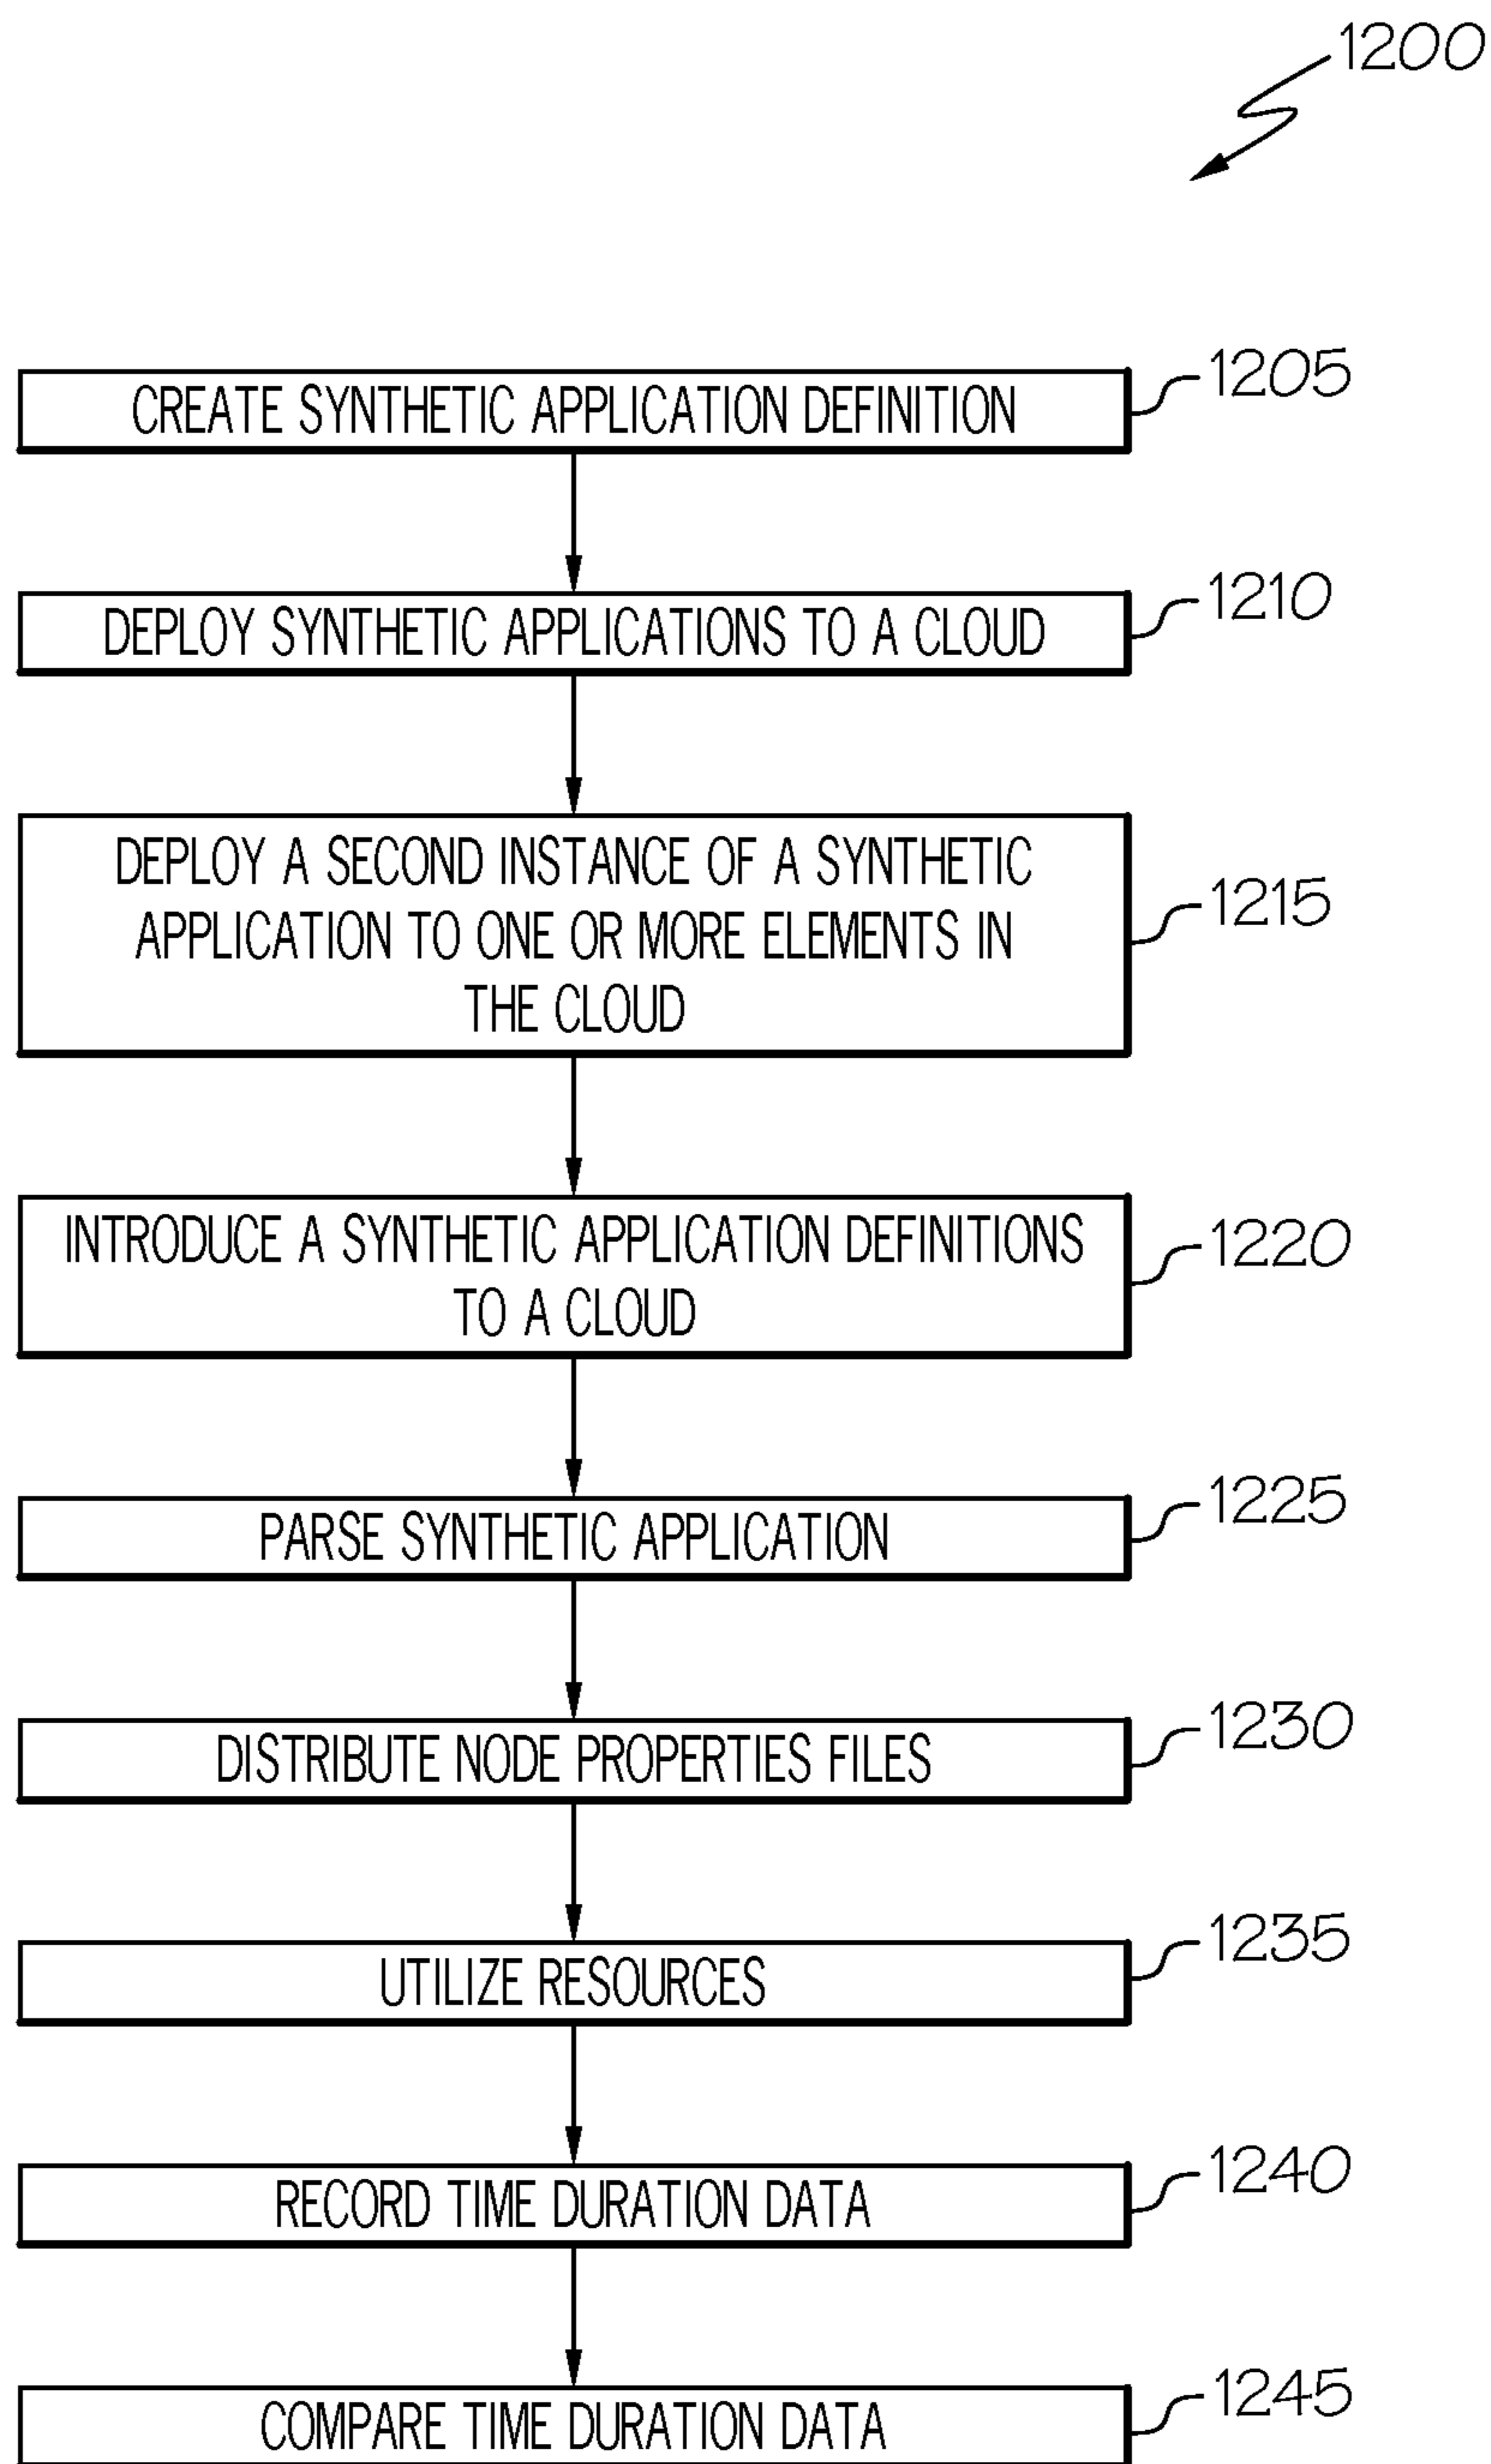 1200
CREATE SYNTHETIC APPLICATION DEFINITION
1205
DEPLOY SYNTHETIC APPLICATIONS TO A CLOUD
1210
DEPLOY A SECOND INSTANCE OF A SYNTHETIC
APPLICATION TO ONE OR MORE ELEMENTS IN
THE CLOUD
1215
INTRODUCE A SYNTHETIC APPLICATION DEFINITIONS
TO A CLOUD
1220
PARSE SYNTHETIC APPLICATION
1225
DISTRIBUTE NODE PROPERTIES FILES
1230
UTILIZE RESOURCES
1235
RECORD TIME DURATION DATA
1240
COMPARE TIME DURATION DATA
1245